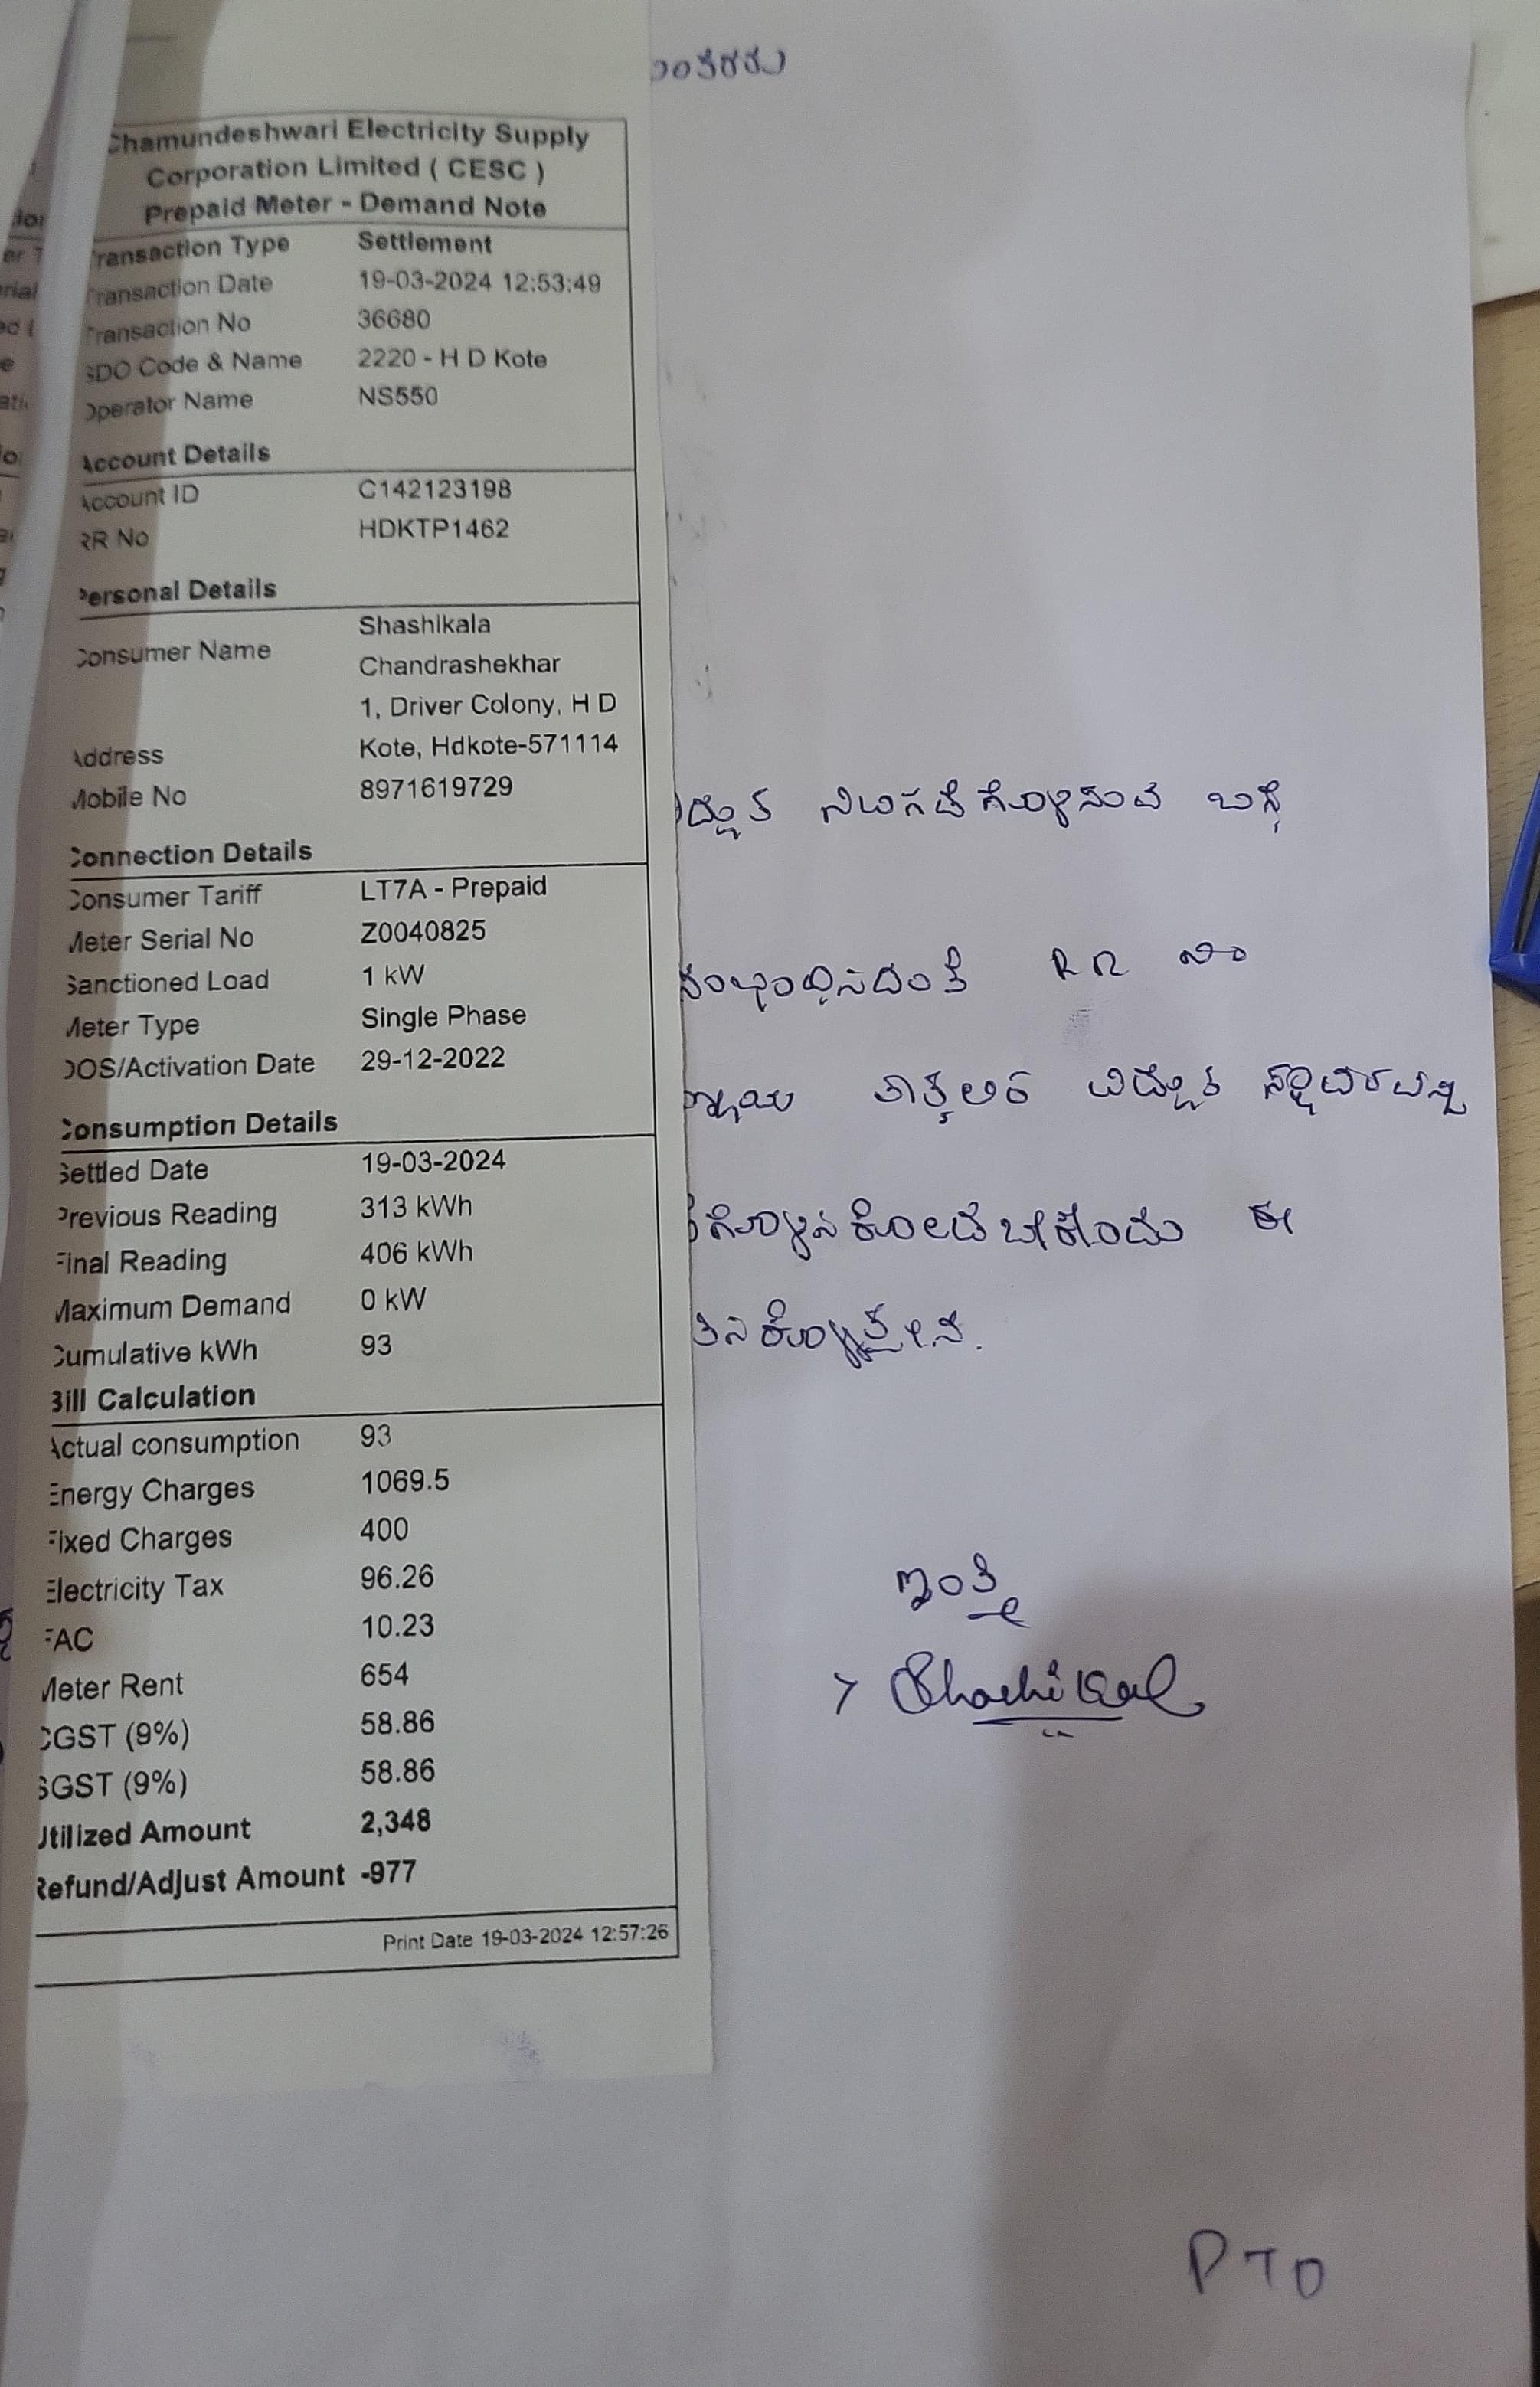 Chamundeshwari Electricity Supply
Corporation Limited ( CESC )
Prepaid Meter - Demand Note
Transaction Type Settlement
Transaction Date 19-03-2024 12:53:49
Transaction No 36680
SDO Code & Name 2220 - H D Kote
Operator Name NS550
Account Details
Account ID C142123198
RR No HDKTP1462
Personal Details
Shashikala
Consumer Name
Chandrashekhar
1, Driver Colony, H D
Address Kote, Hdkote-571114
Mobile No 8971619729
Connection Details
Consumer Tariff LT7A - Prepaid
Meter Serial No Z0040825
Sanctioned Load 1 kW
Meter Type Single Phase
DOS/Activation Date 29-12-2022
Consumption Details
Settled Date 19-03-2024
Previous Reading 313 kWh
Final Reading 406 kWh
Maximum Demand 0 kW
Cumulative kWh 93
Bill Calculation
Actual consumption 93
Energy Charges 1069.5
Fixed Charges 400
Electricity Tax 96.26
FAC 10.23
Meter Rent 654
CGST (9%) 58.86
SGST (9%) 58.86
Utilized Amount 2,348
Refund/Adjust Amount -977
Print Date 19-03-2024 12:57:26
ಬಗ್ಗೆ
RR ನಂ
ವಿದ್ಯುತ್ ಸ್ಥಾವರವನ್ನು
ಈ
ಇಂತಿ
Shashikal
PTO